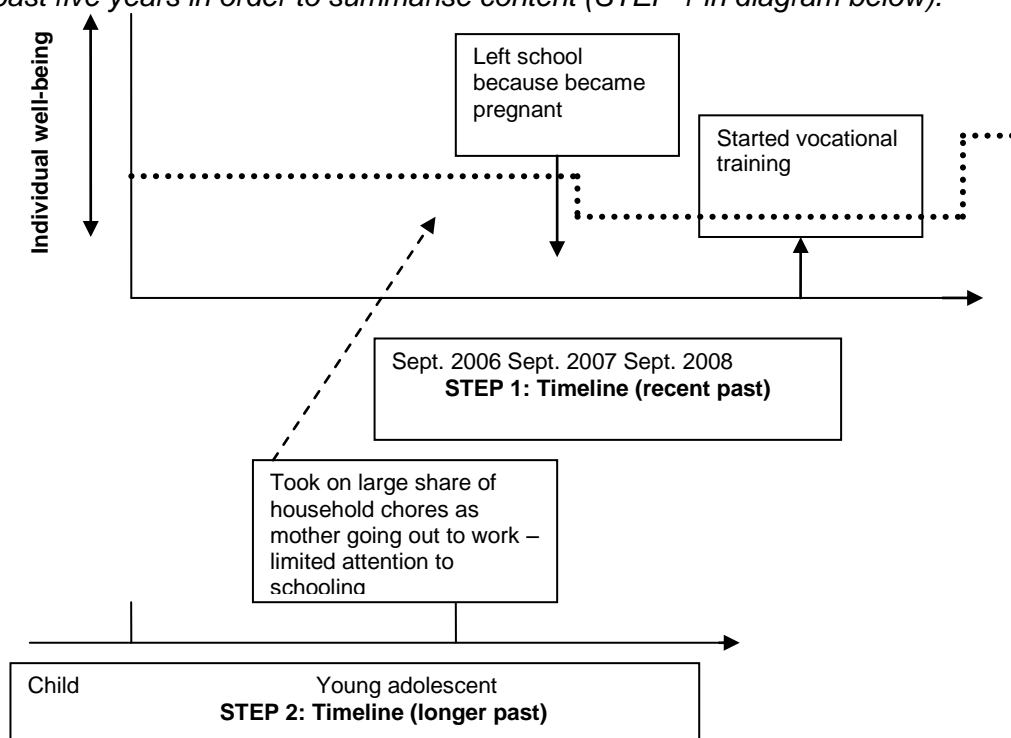 past five years in order to summarise content (STEP 1 in diagram below).
Individual well-being
Left school
because became
pregnant
Started vocational
training
Sept. 2006 Sept. 2007 Sept. 2008
STEP 1: Timeline (recent past)
Took on large share of
household chores as
mother going out to work –
limited attention to
schooling
Child Young adolescent
STEP 2: Timeline (longer past)